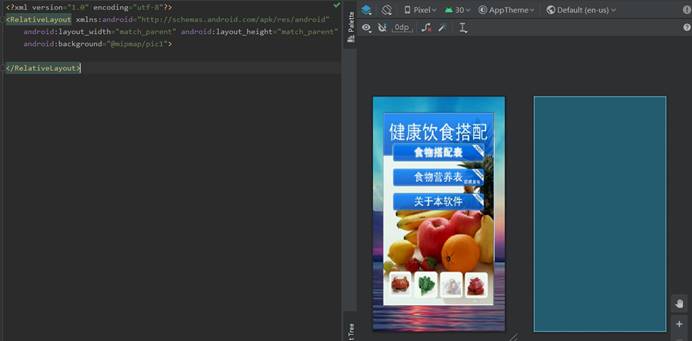 <?xml version="1.0" encoding="utf-8"?>
<RelativeLayout xmlns:android="http://schemas.android.com/apk/res/android"
android:layout_width="match_parent" android:layout_height="match_parent"
android:background="@mipmap/pic1">
</RelativeLayout>
Palette
Pixel
30
AppTheme
Default (en-us)
0dp
健康饮食搭配
食物搭配表
食物营养表
关于本软件
t Tree